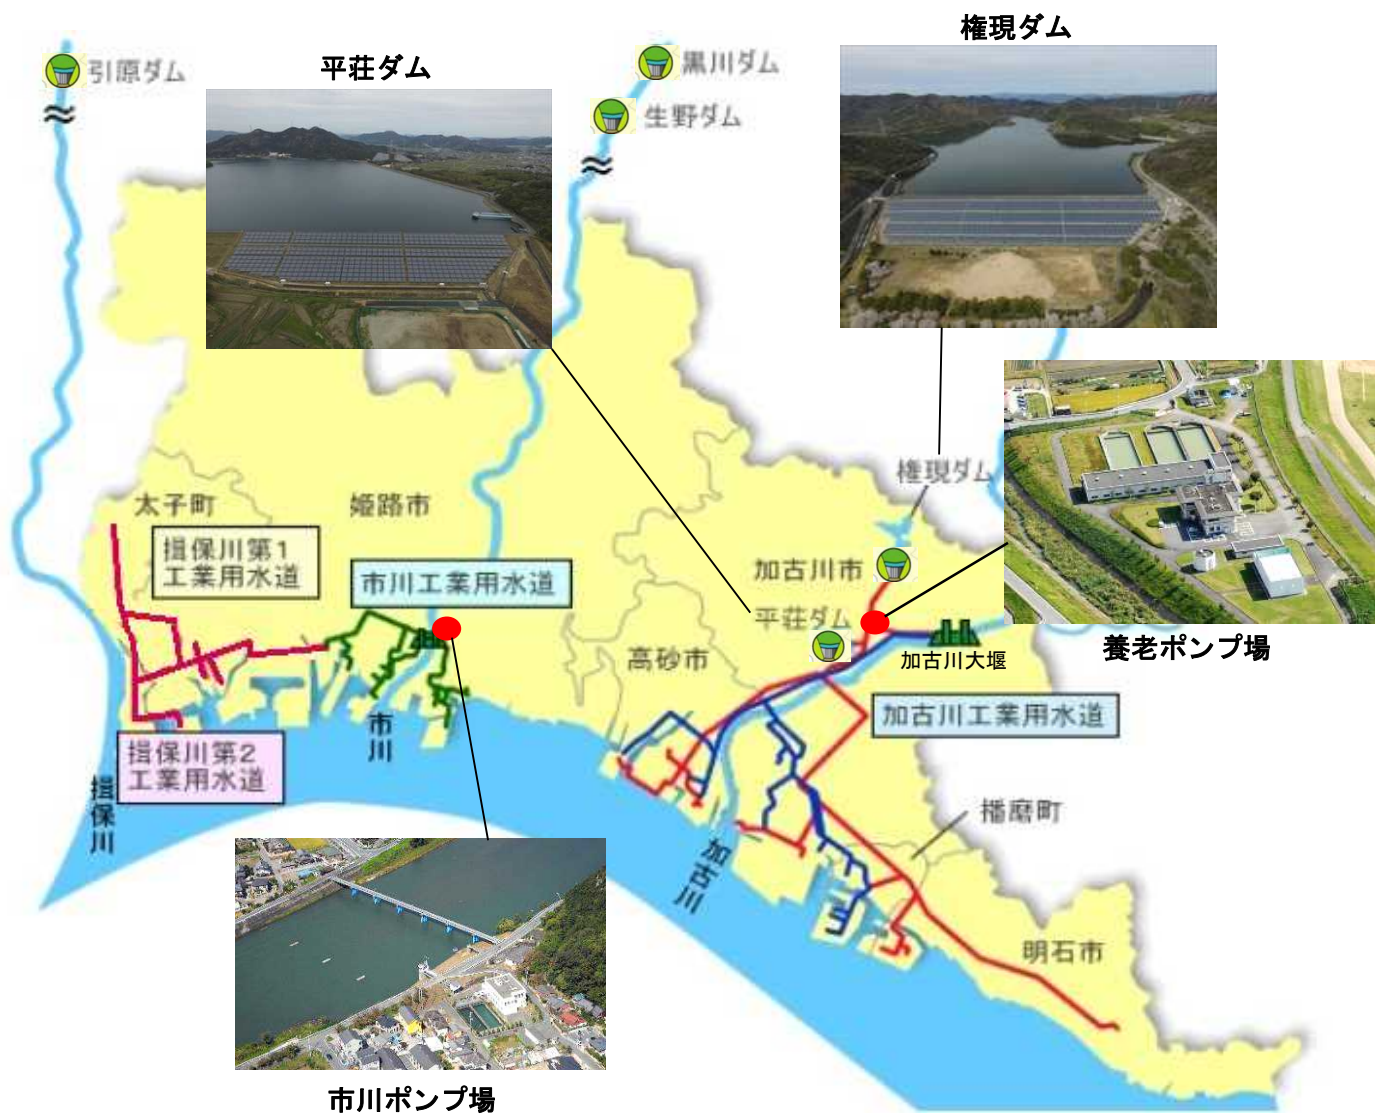 権現ダム
平荘ダム
引原ダム
黒川ダム
生野ダム
権現ダム
太子町
姫路市
揖保川第1
工業用水道
市川工業用水道
加古川市
平荘ダム
高砂市
加古川大堰
養老ポンプ場
加古川工業用水道
市川
揖保川第2
工業用水道
揖保川
播磨町
加古川
明石市
市川ポンプ場